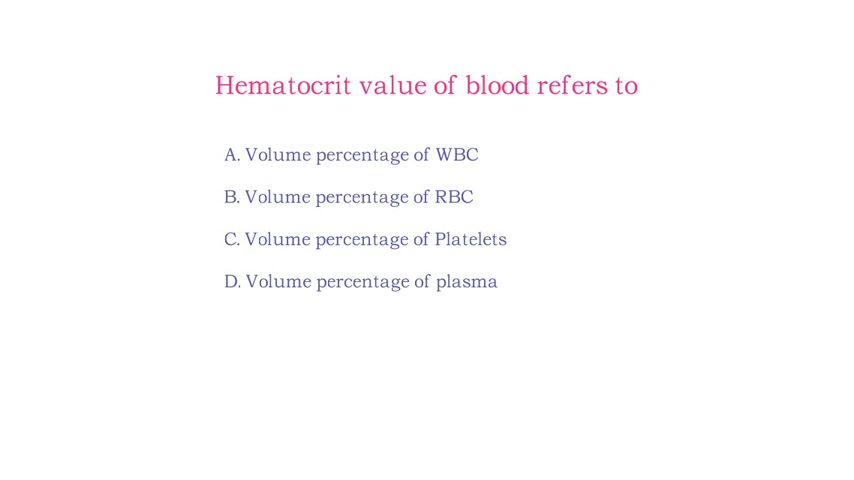 Hematocrit value of blood refers to
A. Volume percentage of WBC
B. Volume percentage of RBC
C. Volume percentage of Platelets
D. Volume percentage of plasma